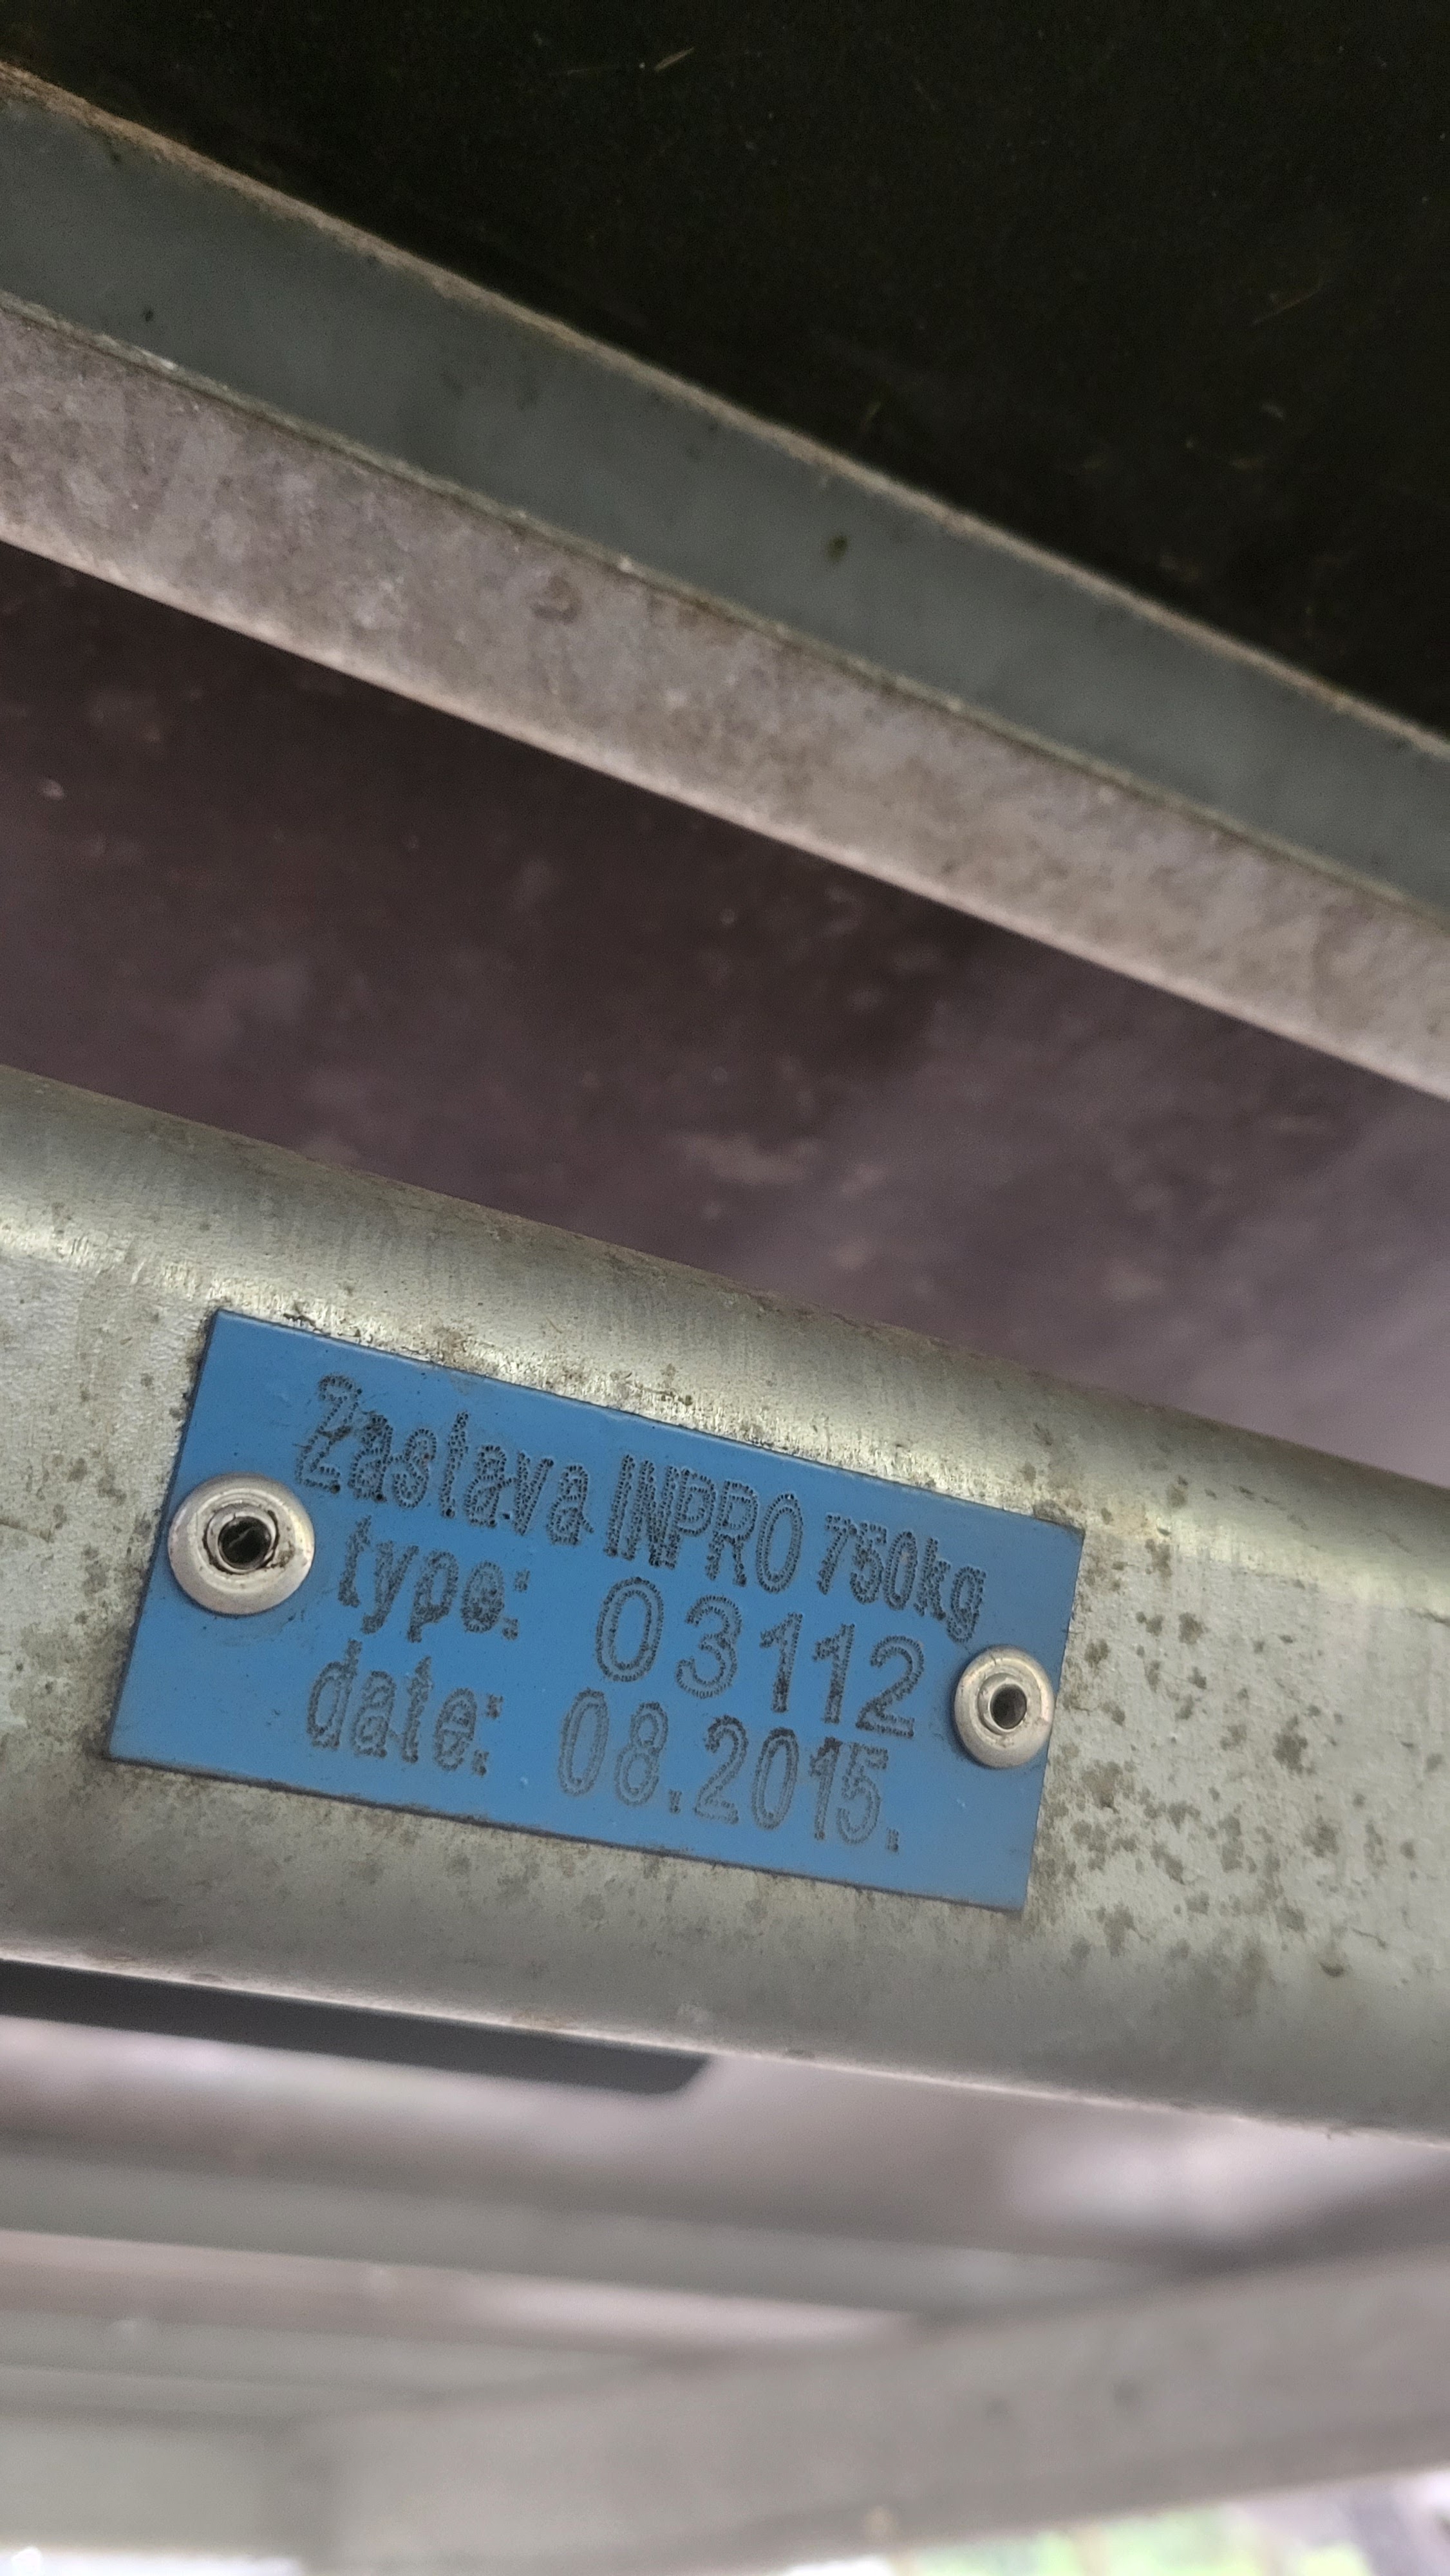 Zastava INPRO 750kg
type: 03112
date: 08.2015.